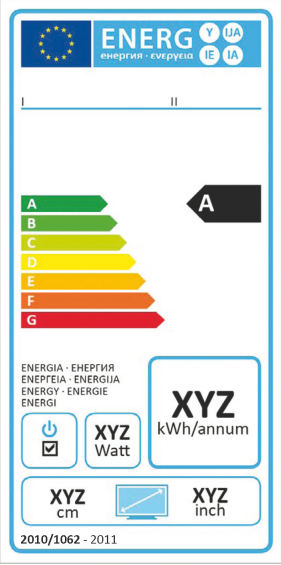 ENERG Y IJA
енергия · ενεργεια IE IA
I II
A A
B
C
D
E
F
G
ENERGIA · ЕНЕРГИЯ
ΕΝΕΡΓΕΙΑ · ENERGIJA
ENERGY · ENERGIE
ENERGI
XYZ
kWh/annum
XYZ
Watt
XYZ
cm
XYZ
inch
2010/1062 - 2011